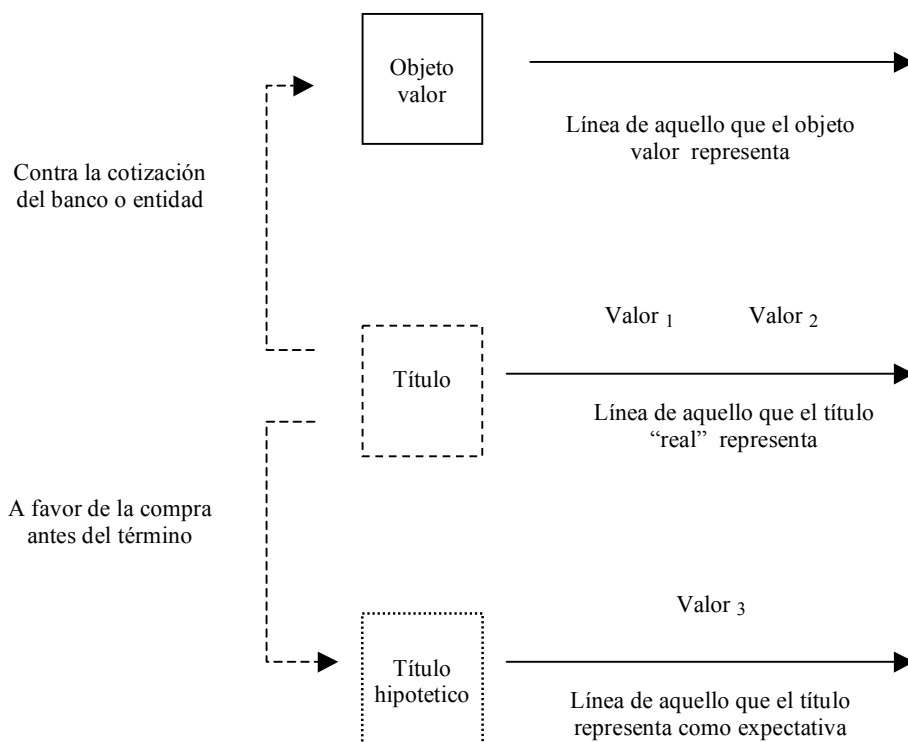 Objeto
valor
Línea de aquello que el objeto
valor representa
Contra la cotización
del banco o entidad
Valor 1 Valor 2
Título
Línea de aquello que el título
“real” representa
A favor de la compra
antes del término
Valor 3
Título
hipotetico
Línea de aquello que el título
representa como expectativa